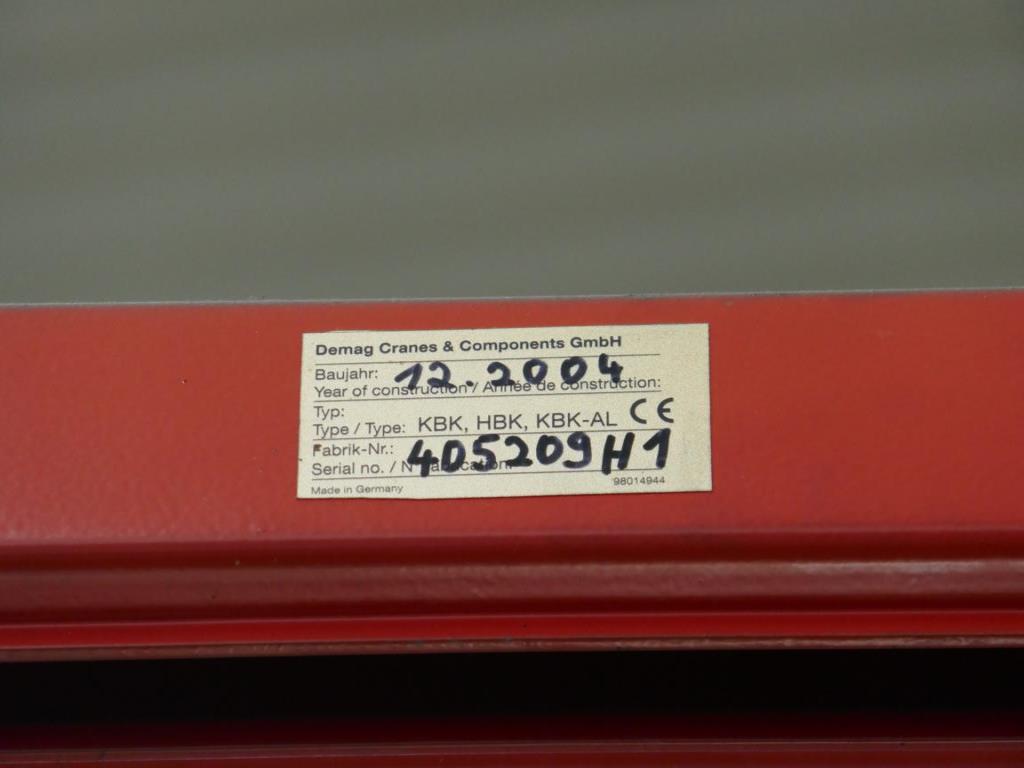 Demag Cranes & Components GmbH
Baujahr: 12.2004
Year of construction / Année de construction:
Typ:
Type / Type: KBK, HBK, KBK-AL CE
Fabrik-Nr.: 405209H1
Serial no. / N° fabrication:
Made in Germany 98014944